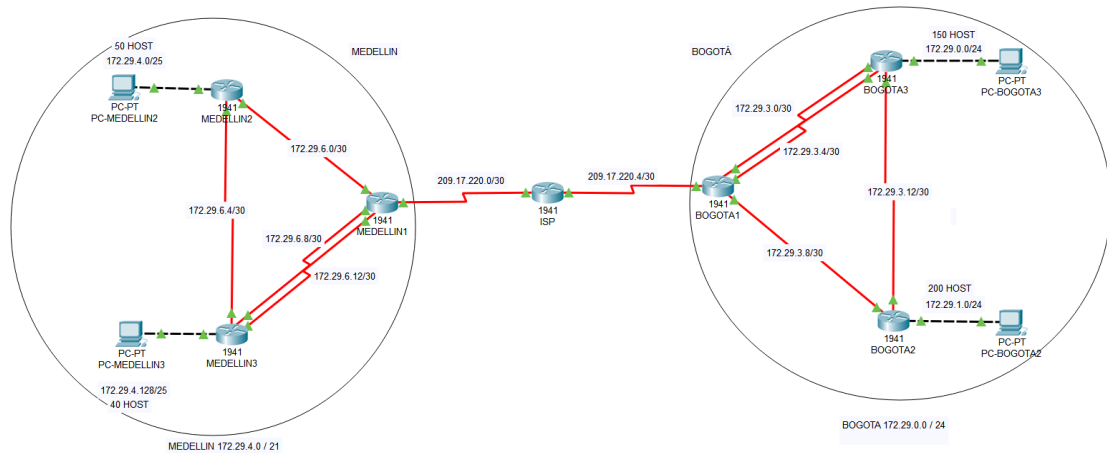 50 HOST
172.29.4.0/25
PC-PT
PC-MEDELLIN2
1941
MEDELLIN2
MEDELLIN
172.29.6.0/30
172.29.6.4/30
1941
MEDELLIN1
172.29.6.8/30
172.29.6.12/30
PC-PT
PC-MEDELLIN3
1941
MEDELLIN3
172.29.4.128/25
40 HOST
MEDELLIN 172.29.4.0 / 21
209.17.220.0/30
1941
ISP
209.17.220.4/30
BOGOTÁ
150 HOST
172.29.0.0/24
1941
BOGOTA3
PC-PT
PC-BOGOTA3
172.29.3.0/30
172.29.3.4/30
1941
BOGOTA1
172.29.3.12/30
172.29.3.8/30
200 HOST
172.29.1.0/24
1941
BOGOTA2
PC-PT
PC-BOGOTA2
BOGOTA 172.29.0.0 / 24